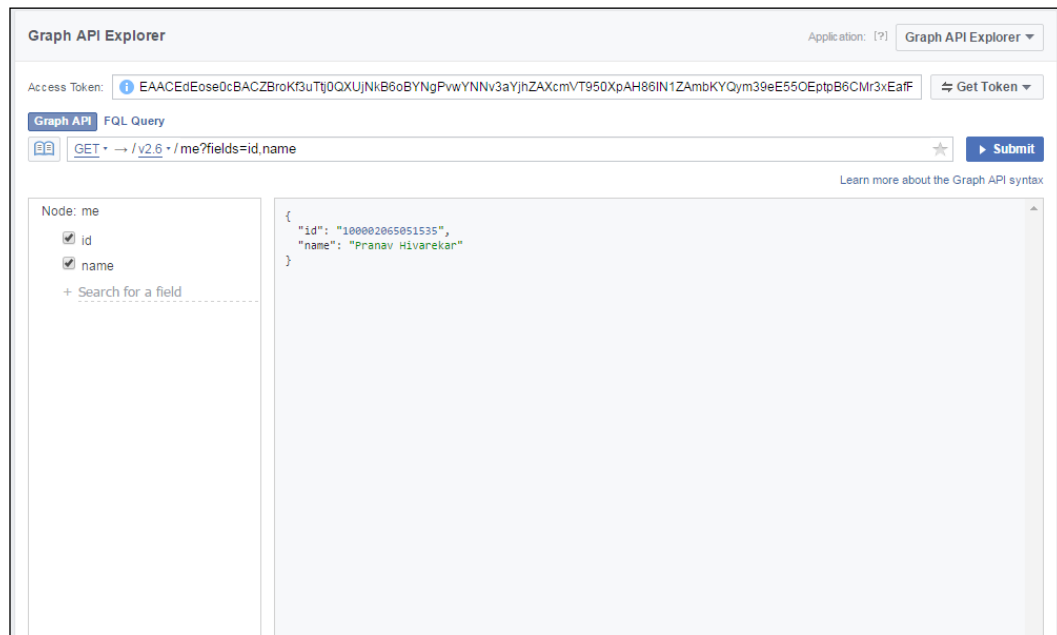 Graph API Explorer
Application: [?] Graph API Explorer
Access Token: EAACEdEose0cBACZBroKf3uTtj0QXUjNkB6oBYNgPvwYNNv3aYjhZAXcmVT950XpAH86IN1ZAmbKYQym39eE55OEptpB6CMr3xEafF
Get Token
Graph API FQL Query
GET → / v2.6 / me?fields=id,name
Submit
Learn more about the Graph API syntax
Node: me
id
name
+ Search for a field
{
"id": "100002065051535",
"name": "Pranav Hivarekar"
}